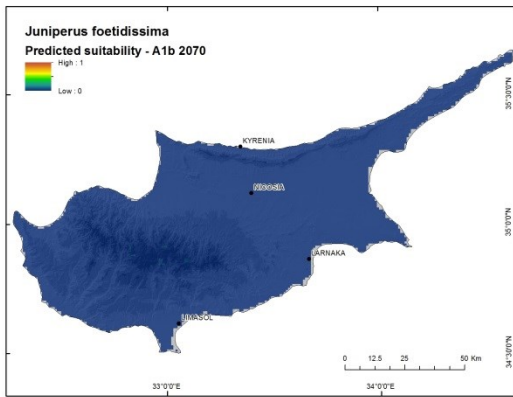 Juniperus foetidissima
Predicted suitability - A1b 2070
High : 1
Low : 0
KYRENIA
NICOSIA
LARNAKA
LIMASOL
35°30'0"N
35°0'0"N
34°30'0"N
0 12.5 25 50 Km
33°0'0"E 34°0'0"E